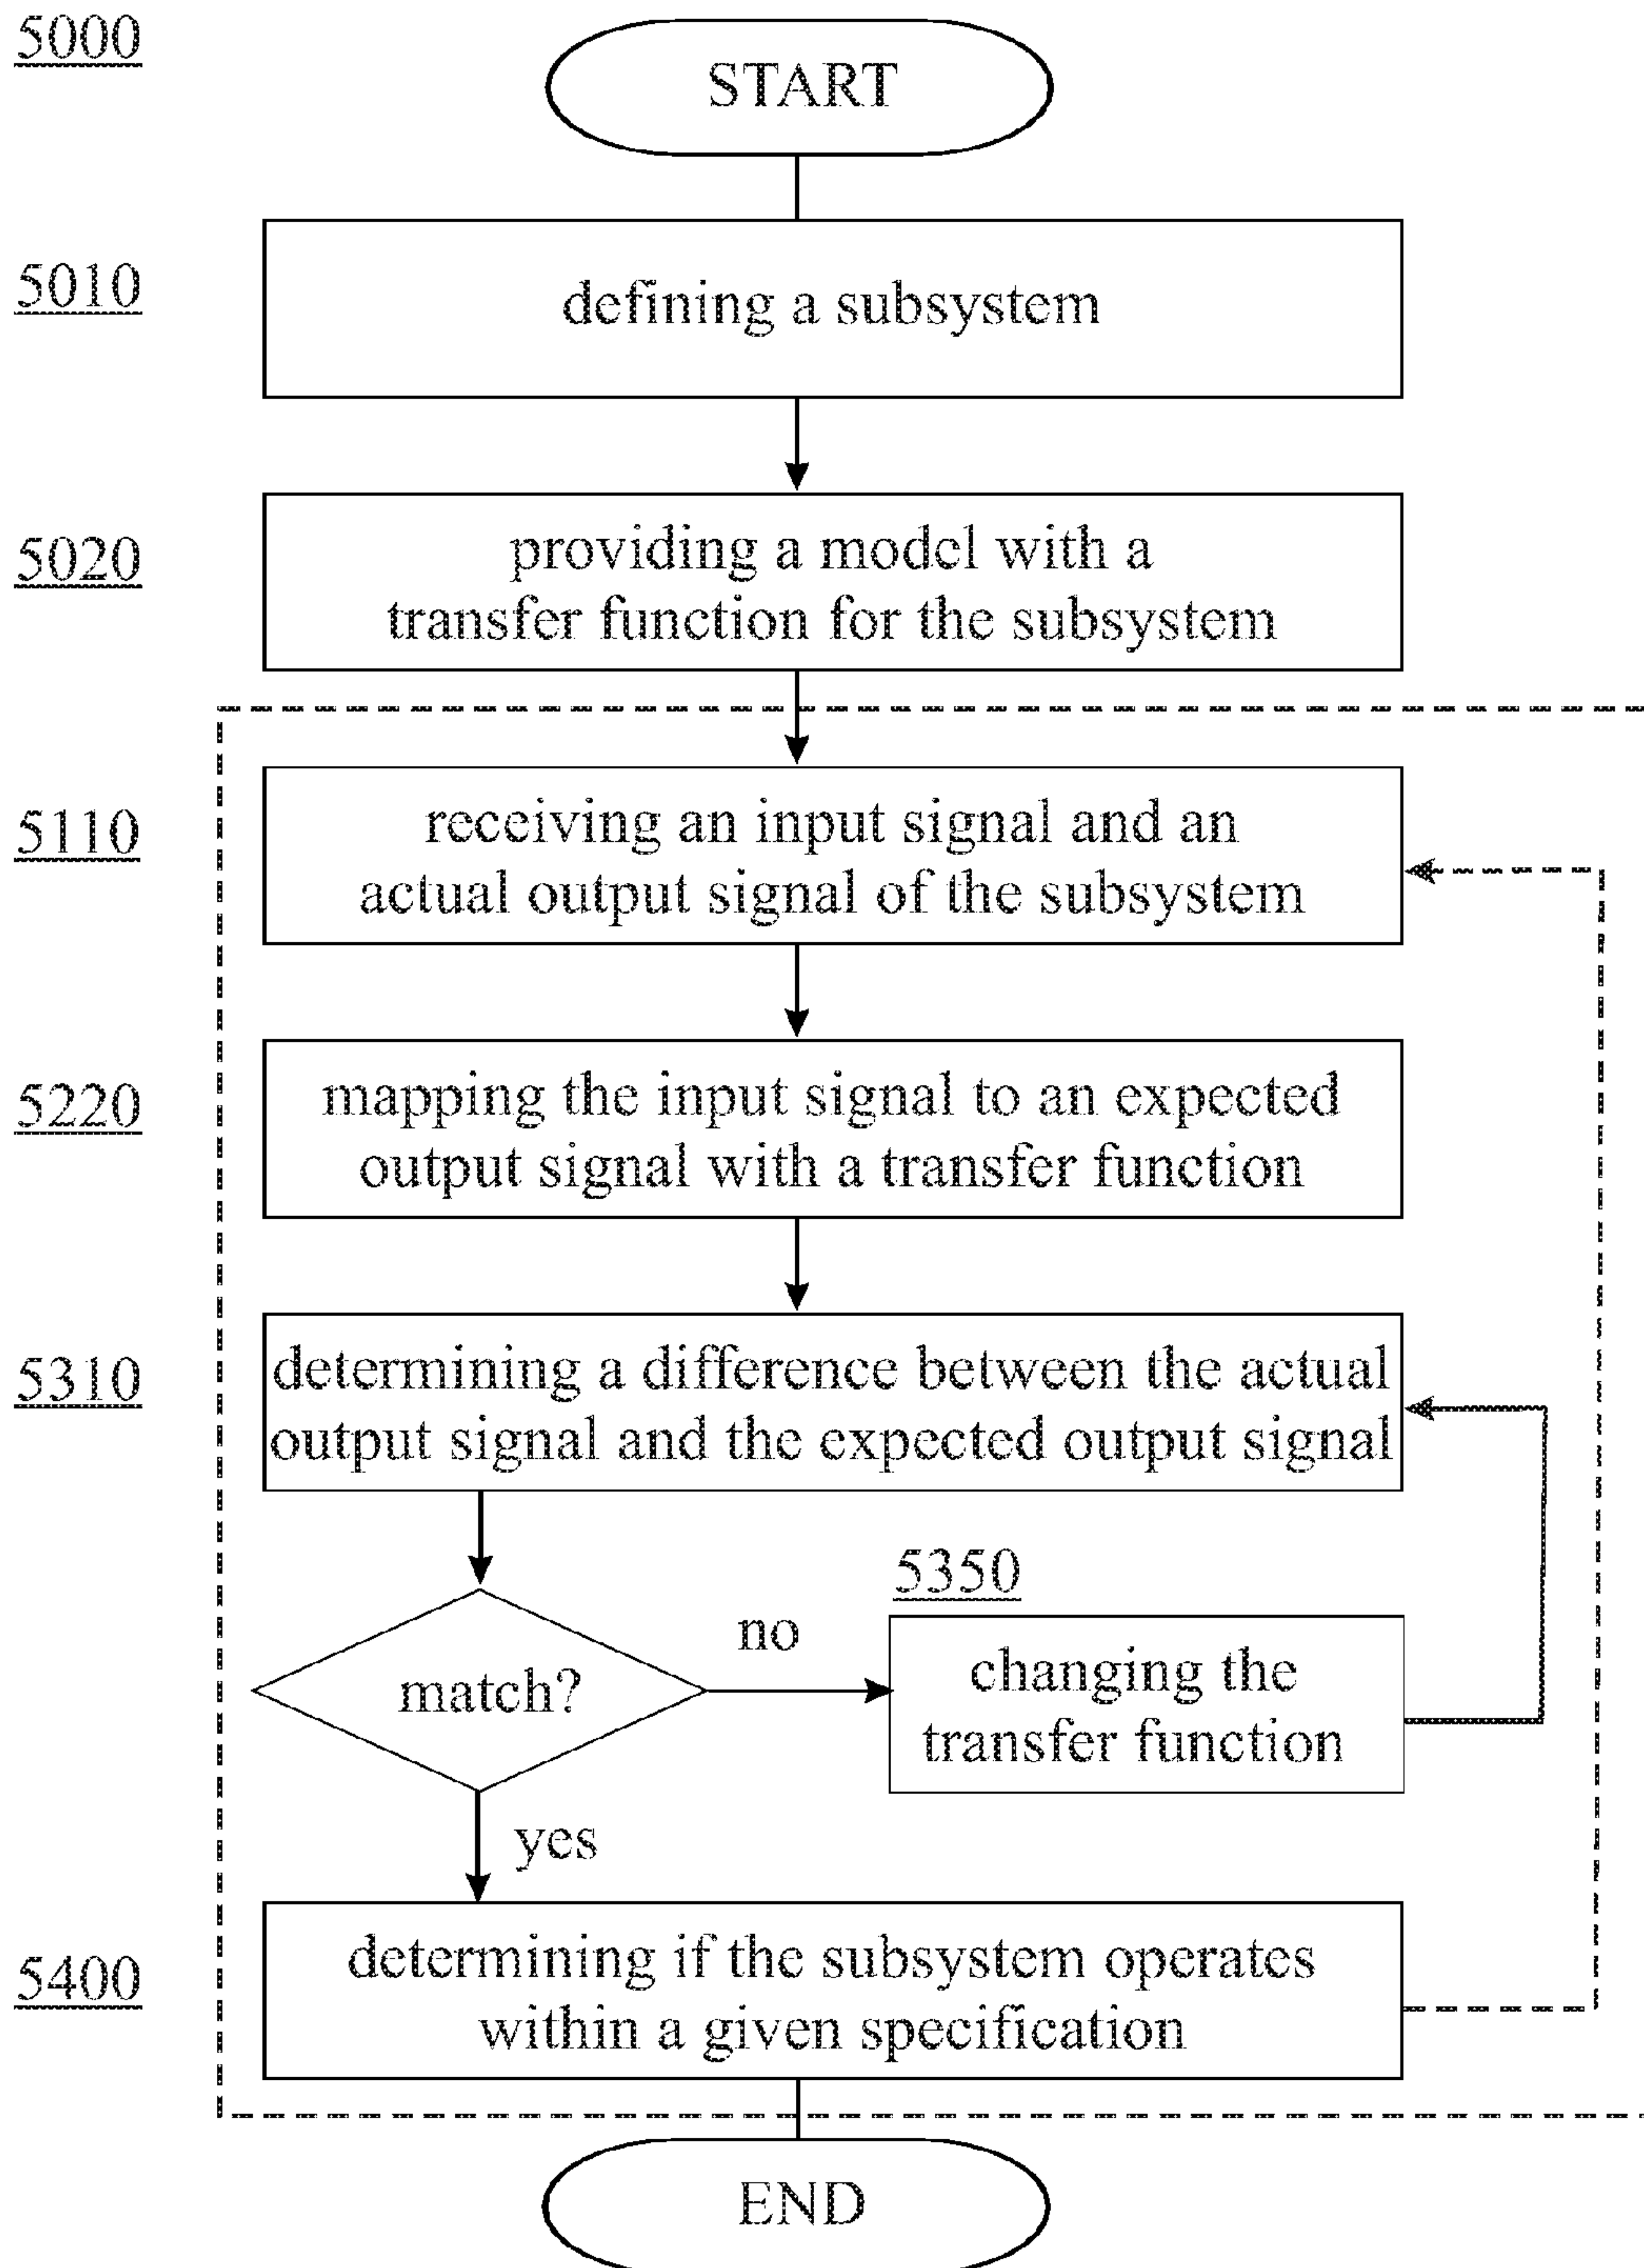 5000
START
5010
defining a subsystem
5020
providing a model with a
transfer function for the subsystem
5110
receiving an input signal and an
actual output signal of the subsystem
5220
mapping the input signal to an expected
output signal with a transfer function
5310
determining a difference between the actual
output signal and the expected output signal
5350
no
match?
changing the
transfer function
yes
5400
determining if the subsystem operates
within a given specification
END